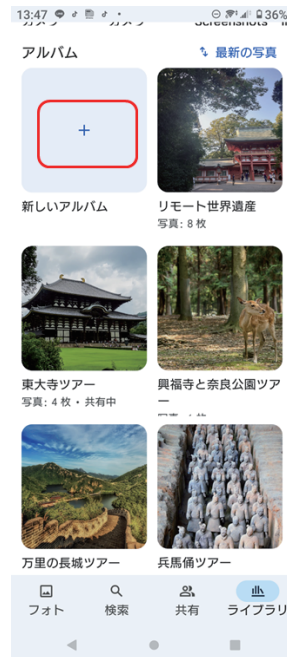 13:47 36%
アルバム
最新の写真
+
新しいアルバム
リモート世界遺産
写真: 8 枚
東大寺ツアー
写真: 4 枚・共有中
興福寺と奈良公園ツア
ー
万里の長城ツアー
兵馬俑ツアー
フォト
検索
共有
ライブラリ